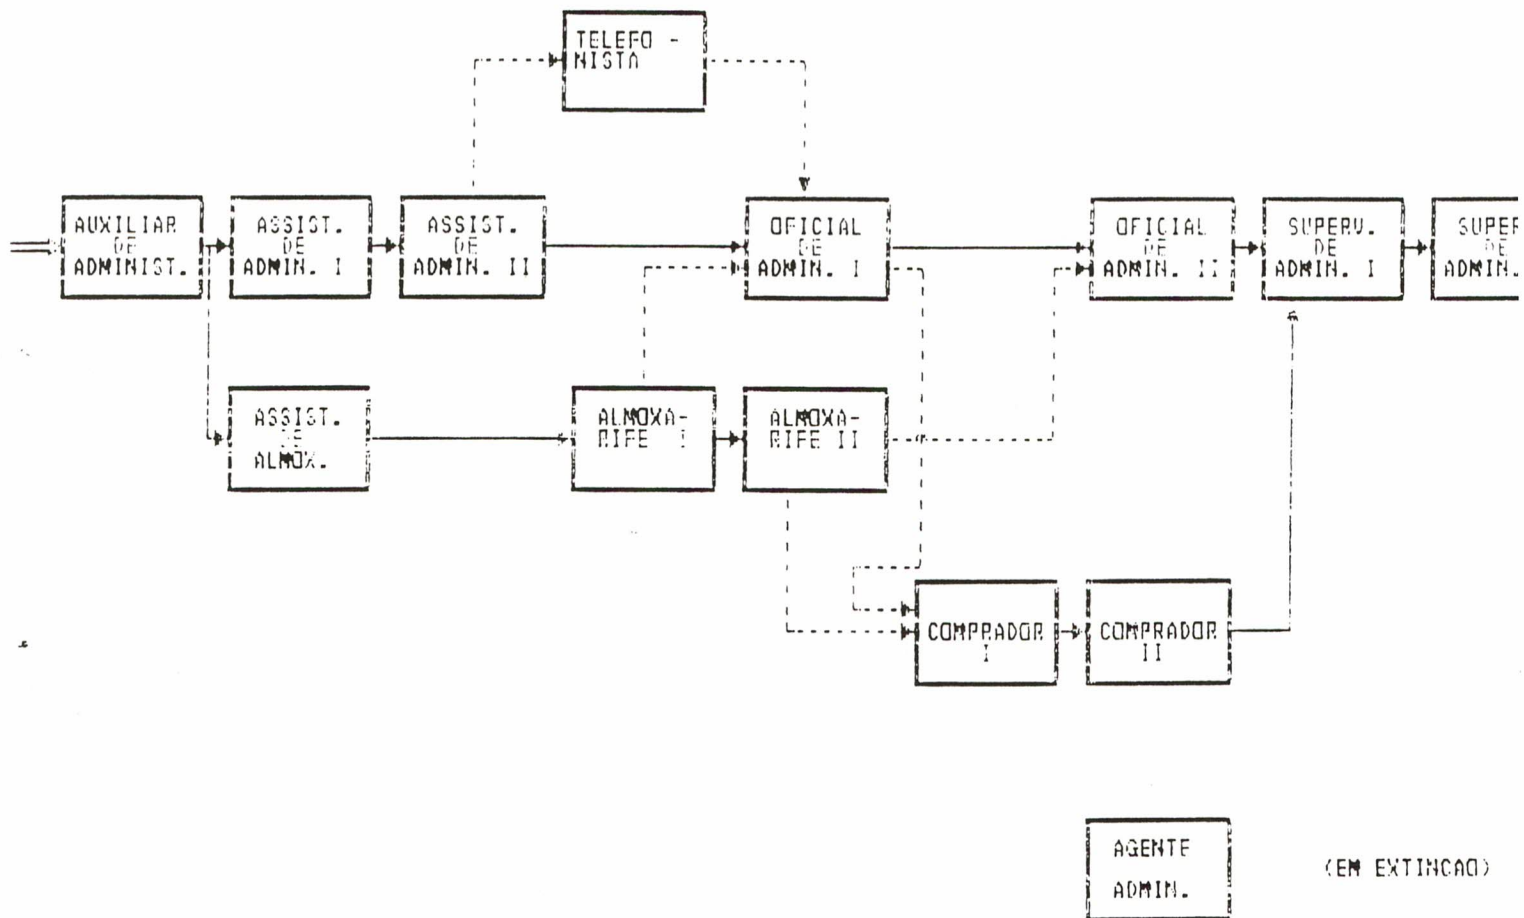 TELEFO -
NISTA
AUXILIAR
DE
ADMINIST.
ASSIST.
DE
ADMIN. I
ASSIST.
DE
ADMIN. II
OFICIAL
DE
ADMIN. I
OFICIAL
DE
ADMIN. II
SUPERV.
DE
ADMIN. I
SUPER
DE
ADMIN.
ASSIST.
DE
ALMOX.
ALMOXA-
RIFE I
ALMOXA-
RIFE II
COMPRADOR
I
COMPRADOR
II
AGENTE
ADMIN.
(EM EXTINCAO)